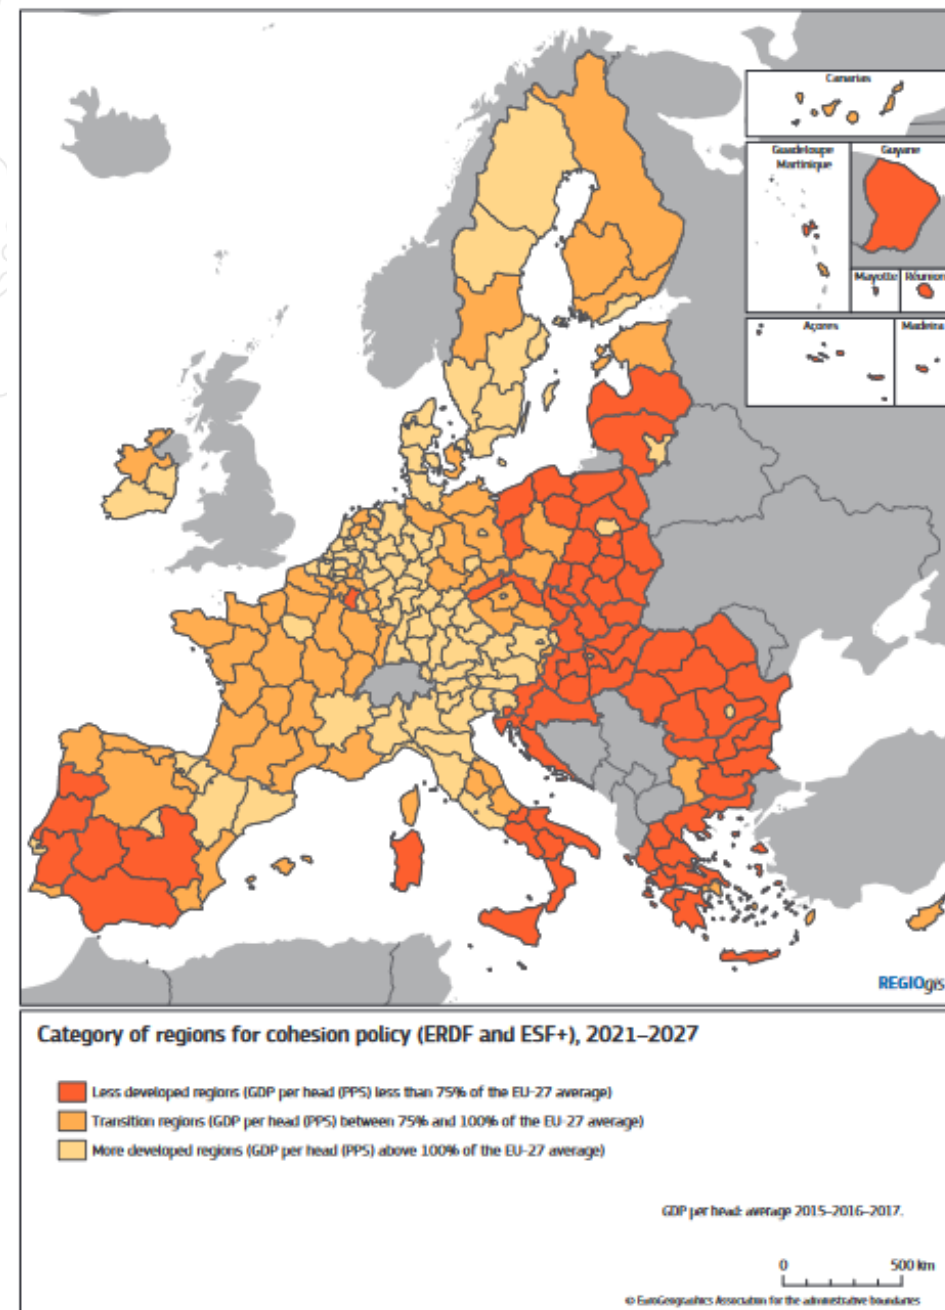 Canarias
Guadeloupe
Martinique
Guyane
Mayotte
Réunion
Açores
Madeira
REGIOgis
Category of regions for cohesion policy (ERDF and ESF+), 2021–2027
Less developed regions (GDP per head (PPS) less than 75% of the EU-27 average)
Transition regions (GDP per head (PPS) between 75% and 100% of the EU-27 average)
More developed regions (GDP per head (PPS) above 100% of the EU-27 average)
GDP per head: average 2015–2016–2017.
0 500 km
© EuroGeographics Association for the administrative boundaries